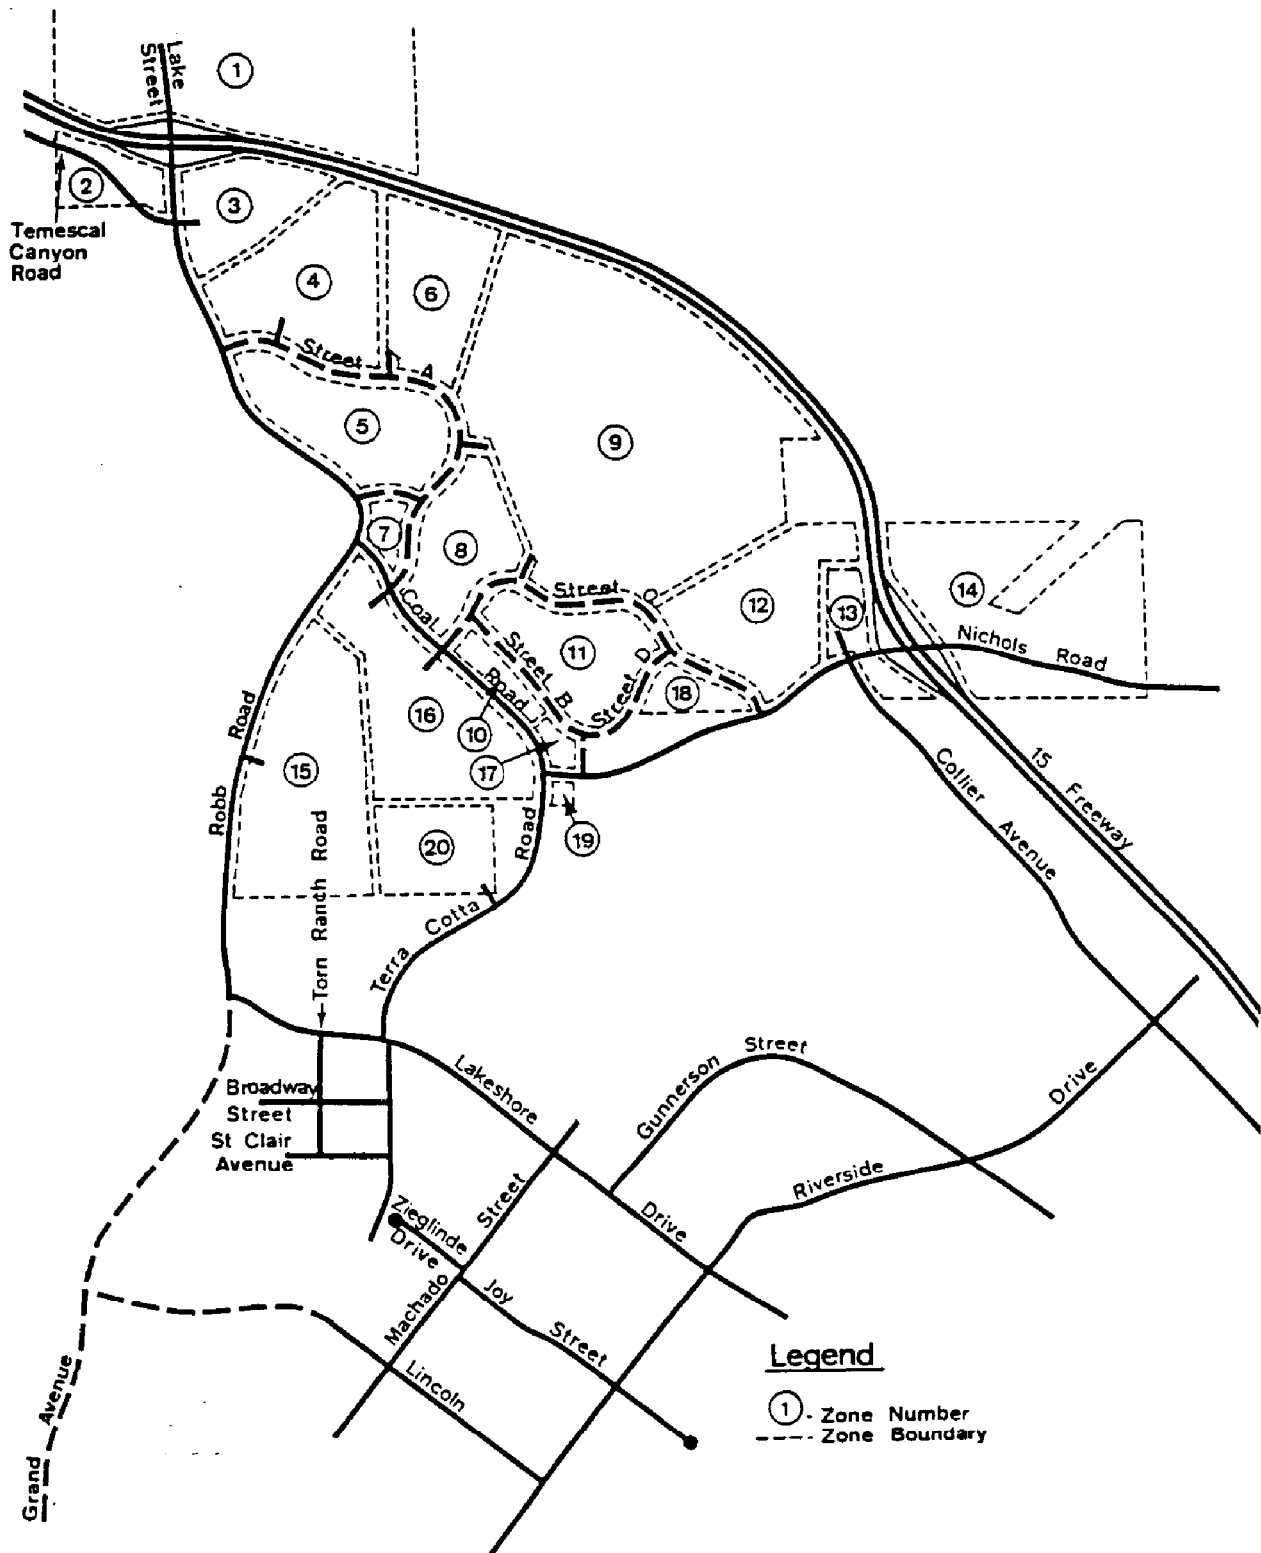 Lake
Street
1
2
3
Temescal
Canyon
Road
4
6
Street A
5
9
7
8
Coal
Road
Street C
14
12
13
Nichols Road
Street B
11
Street D
18
16
10
17
15
Robb Road
15 Freeway
Collier Avenue
19
20
Torn Ranch Road
Terra Cotta Road
Broadway
Street
St Clair
Avenue
Lakeshore Drive
Gunnerson Street
Riverside Drive
Zieglinde
Drive
Machado Street
Joy Street
Lincoln
Grand Avenue
Legend
1 - Zone Number
---- - Zone Boundary